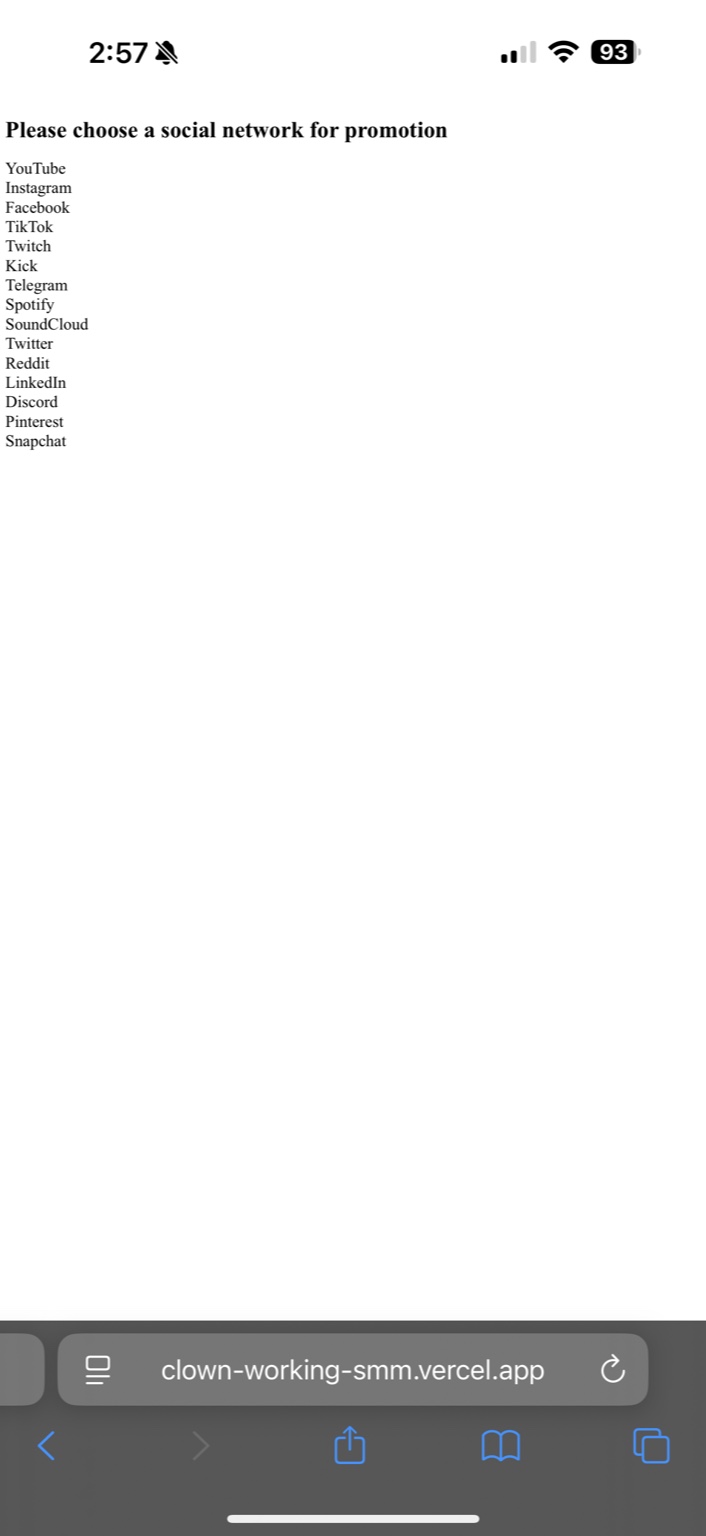 2:57
93
Please choose a social network for promotion
YouTube
Instagram
Facebook
TikTok
Twitch
Kick
Telegram
Spotify
SoundCloud
Twitter
Reddit
LinkedIn
Discord
Pinterest
Snapchat
clown-working-smm.vercel.app